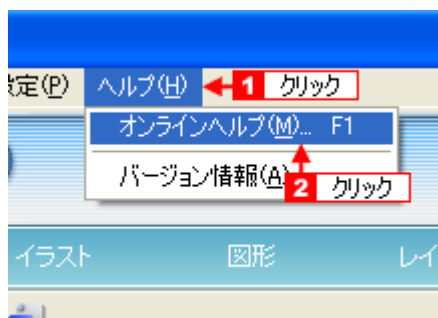 設定(P) ヘルプ(H) 1 クリック
オンラインヘルプ(M)... F1
バージョン情報(A) 2 クリック
イラスト 図形 レイ